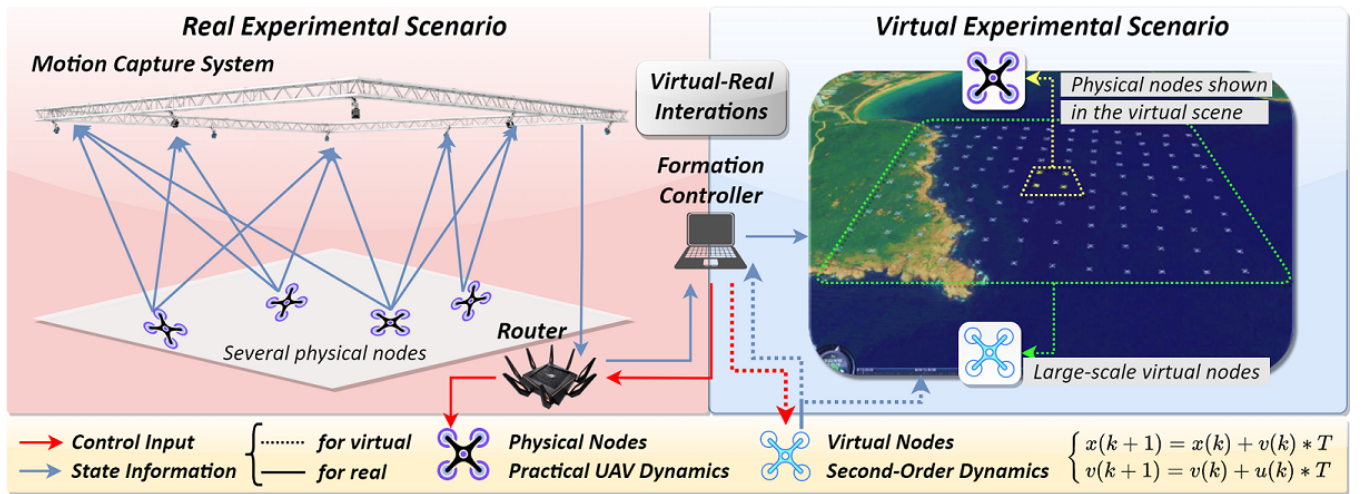 Real Experimental Scenario
Virtual Experimental Scenario
Motion Capture System
Virtual-Real
Interations
Physical nodes shown
in the virtual scene
Formation
Controller
Router
Several physical nodes
Large-scale virtual nodes
Control Input
for virtual
Physical Nodes
Virtual Nodes
x(k + 1) = x(k) + v(k) * T
State Information
for real
Practical UAV Dynamics
Second-Order Dynamics
v(k + 1) = v(k) + u(k) * T